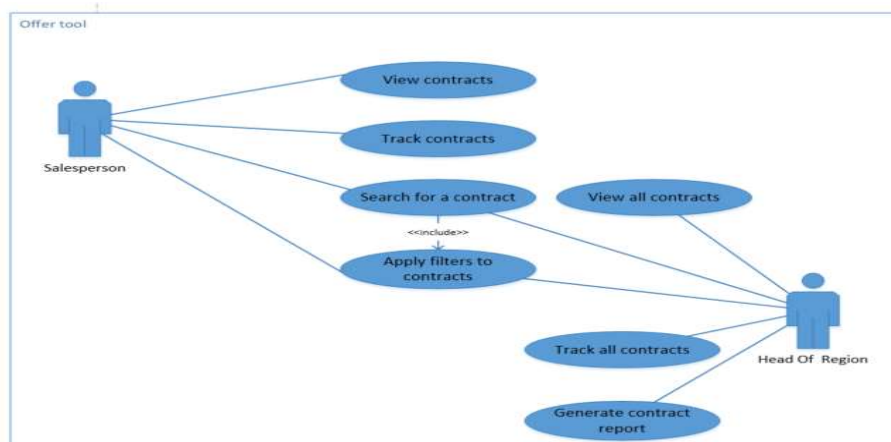 Offer tool
View contracts
Track contracts
Salesperson
Search for a contract
View all contracts
<<include>>
Apply filters to
contracts
Track all contracts
Head Of Region
Generate contract
report